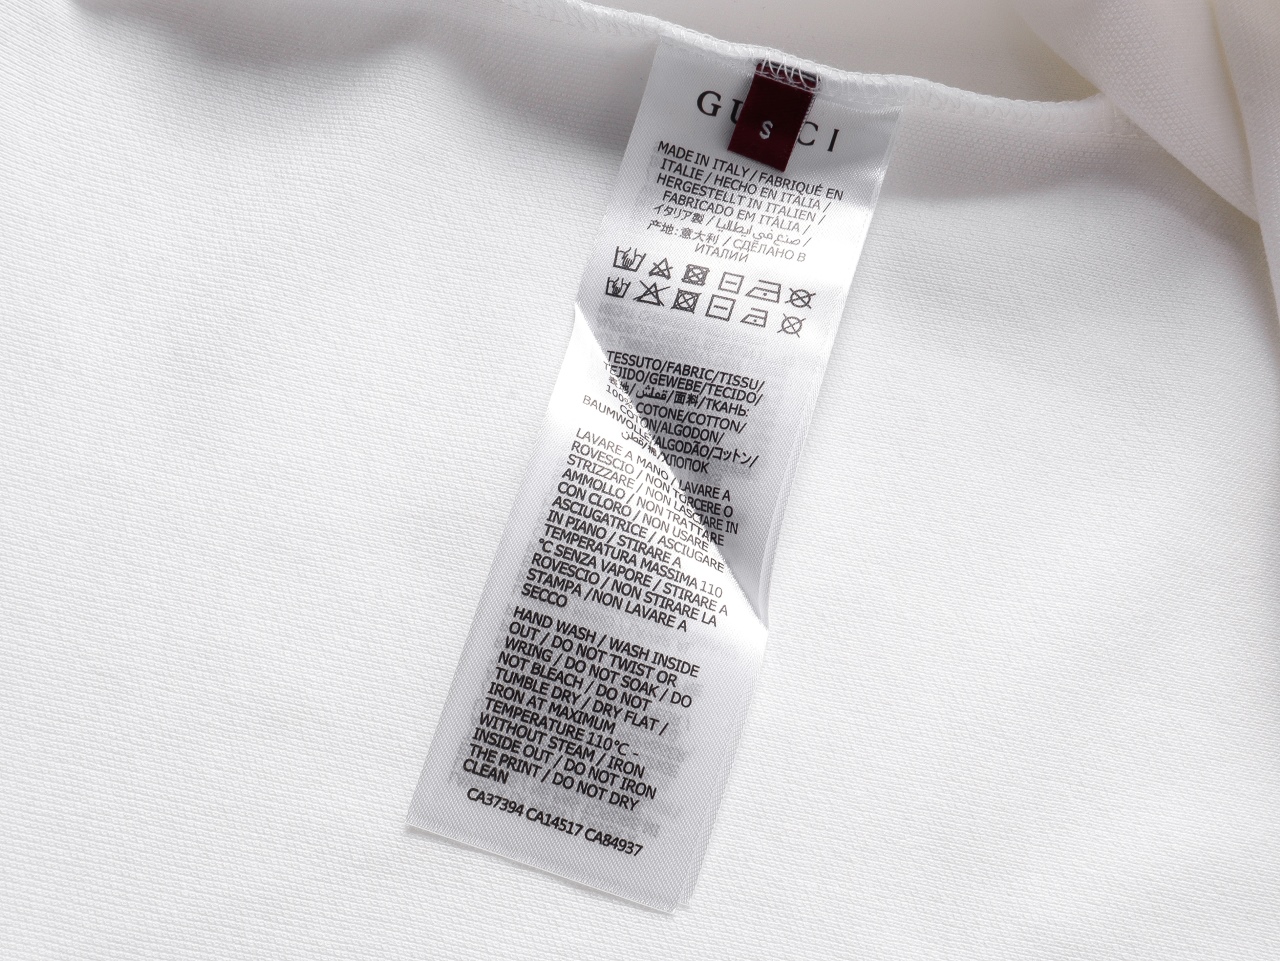 GUCCI
S
MADE IN ITALY / FABRIQUÉ EN
ITALIE / HECHO EN ITALIA /
HERGESTELLT IN ITALIEN /
FABRICADO EM ITÁLIA /
イタリア製 / صنع في ايطاليا /
产地: 意大利 / СДЕЛАНО В
ИТАЛИИ
TESSUTO/FABRIC/TISSU/
TEJIDO/GEWEBE/TECIDO/
表地/قماش/面料/ТКАНЬ:
100% COTONE/COTTON/
COTON/ALGODON/
BAUMWOLLE/ALGODÃO/コットン/
قطن/棉/ХЛОПОК
LAVARE A MANO / LAVARE A
ROVESCIO / NON TORCERE O
STRIZZARE / NON LASCIARE IN
AMMOLLO / NON TRATTARE
CON CLORO / NON USARE
ASCIUGATRICE / ASCIUGARE
IN PIANO / STIRARE A
TEMPERATURA MASSIMA 110
°C SENZA VAPORE / STIRARE A
ROVESCIO / NON STIRARE LA
STAMPA /NON LAVARE A
SECCO
HAND WASH / WASH INSIDE
OUT / DO NOT TWIST OR
WRING / DO NOT SOAK / DO
NOT BLEACH / DO NOT
TUMBLE DRY / DRY FLAT /
IRON AT MAXIMUM
TEMPERATURE 110°C -
WITHOUT STEAM / IRON
INSIDE OUT / DO NOT IRON
THE PRINT / DO NOT DRY
CLEAN
CA37394 CA14517 CA84937